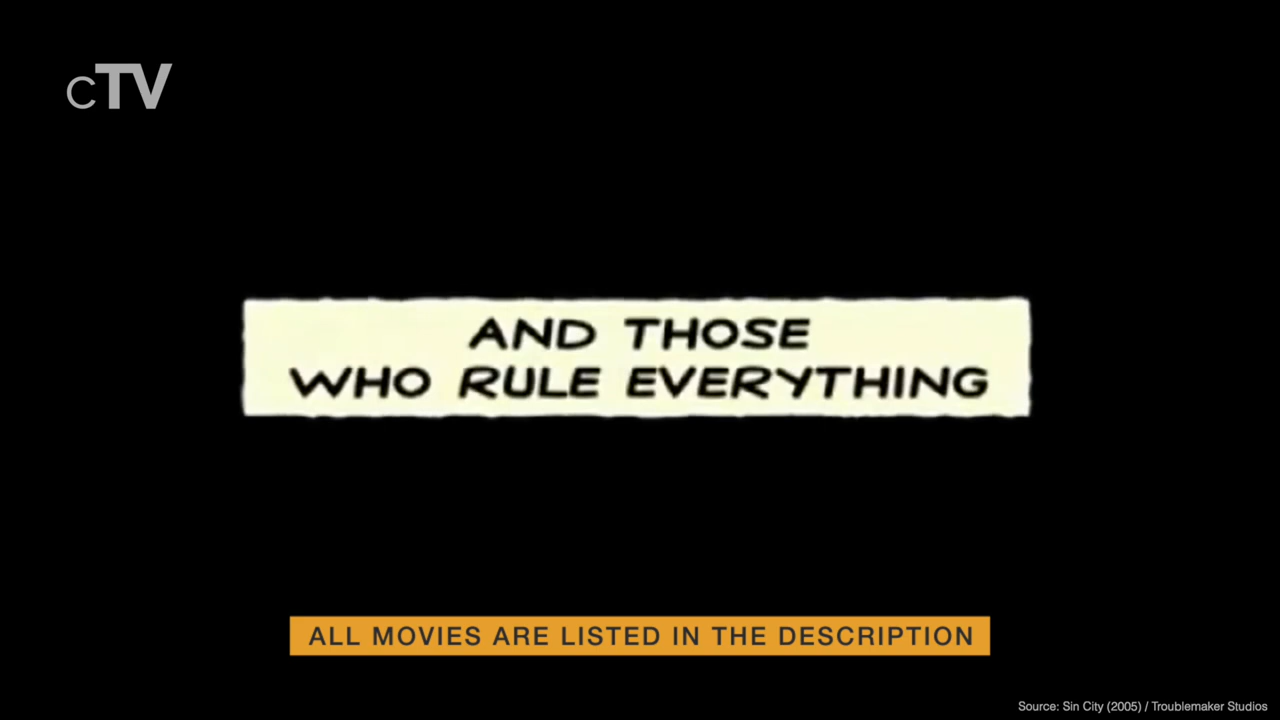 cTV
AND THOSE
WHO RULE EVERYTHING
ALL MOVIES ARE LISTED IN THE DESCRIPTION
Source: Sin City (2005) / Troublemaker Studios